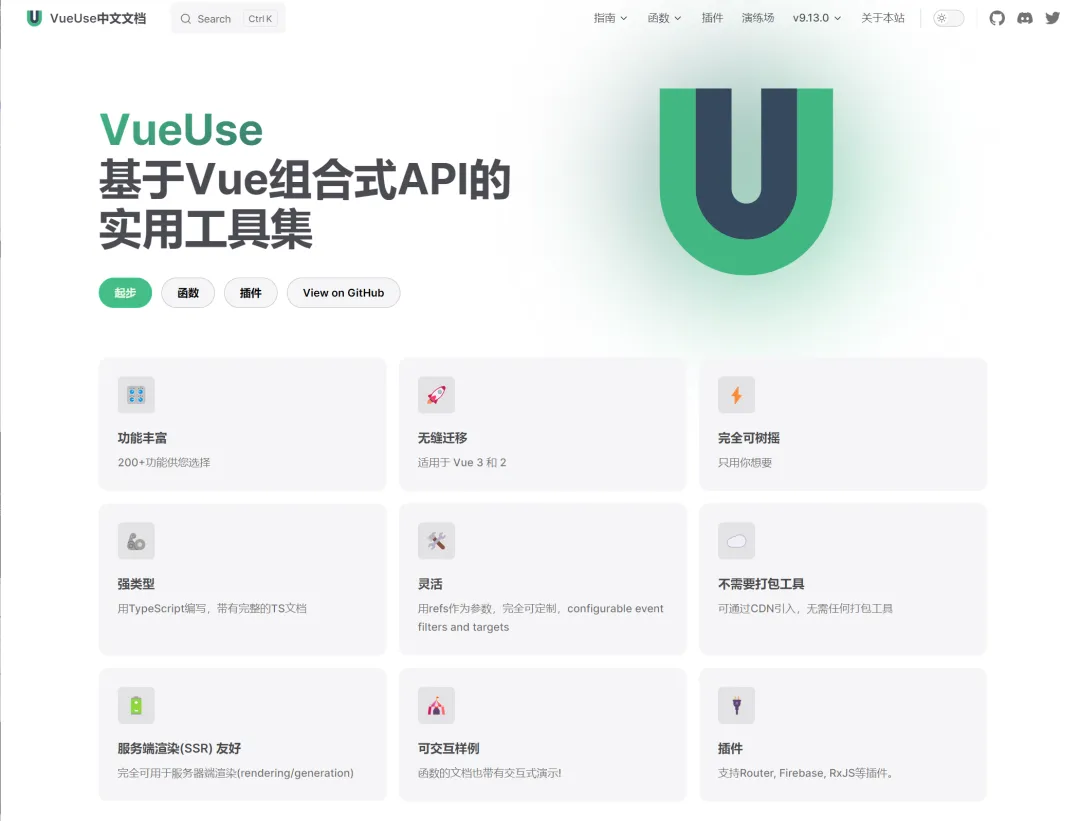 VueUse中文文档
Search Ctrl K
指南 函数 插件 演练场 v9.13.0 关于本站
VueUse
基于Vue组合式API的
实用工具集
起步 函数 插件 View on GitHub
功能丰富
200+功能供您选择
无缝迁移
适用于 Vue 3 和 2
完全可树摇
只用你想要
强类型
用TypeScript编写，带有完整的TS文档
灵活
用refs作为参数，完全可定制，configurable event
filters and targets
不需要打包工具
可通过CDN引入，无需任何打包工具
服务端渲染(SSR) 友好
完全可用于服务器端渲染(rendering/generation)
可交互样例
函数的文档也带有交互式演示!
插件
支持Router, Firebase, RxJS等插件。